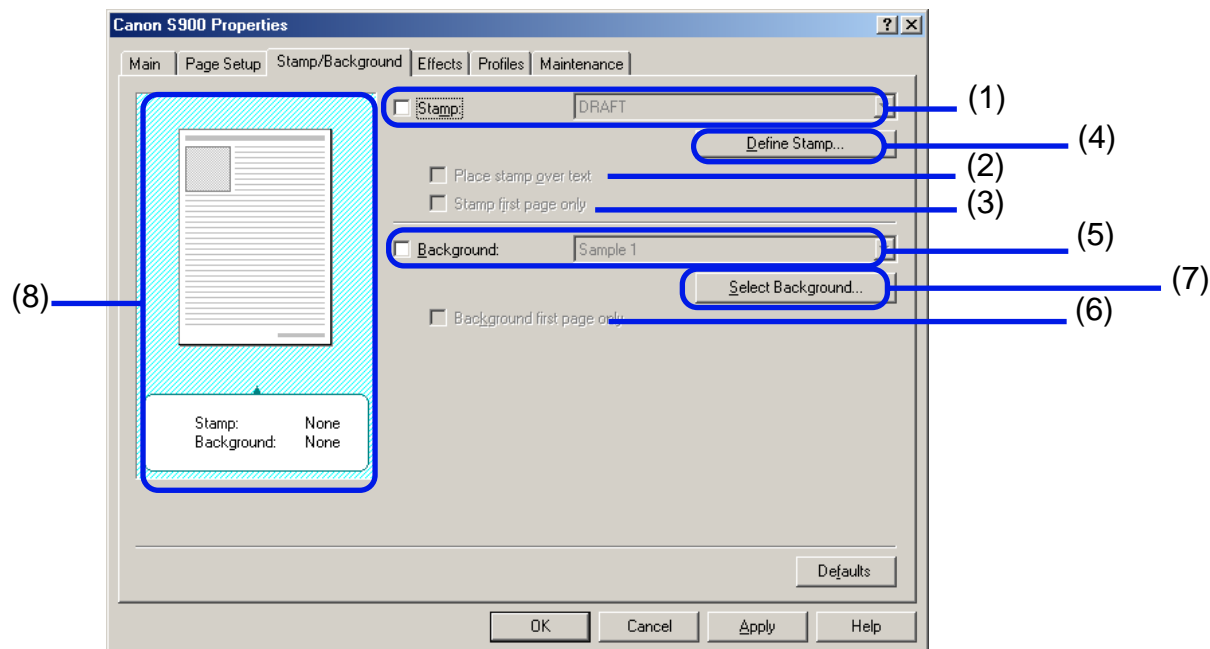 Canon S900 Properties
Main Page Setup Stamp/Background Effects Profiles Maintenance
Stamp: DRAFT (1)
Define Stamp... (4)
Place stamp over text (2)
Stamp first page only (3)
Background: Sample 1 (5)
Select Background... (7)
(8)
Background first page only (6)
Stamp: None
Background: None
Defaults
OK Cancel Apply Help